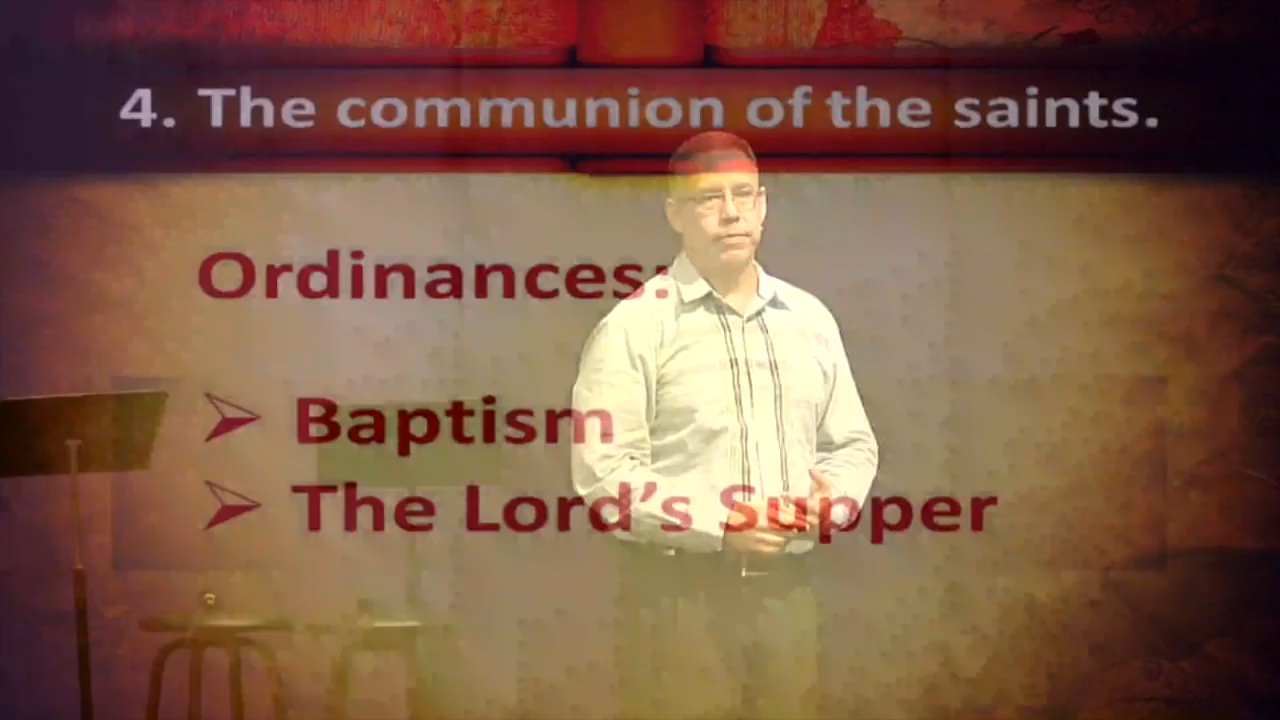 4. The communion of the saints.
Ordinances:
➢ Baptism
➢ The Lord's Supper